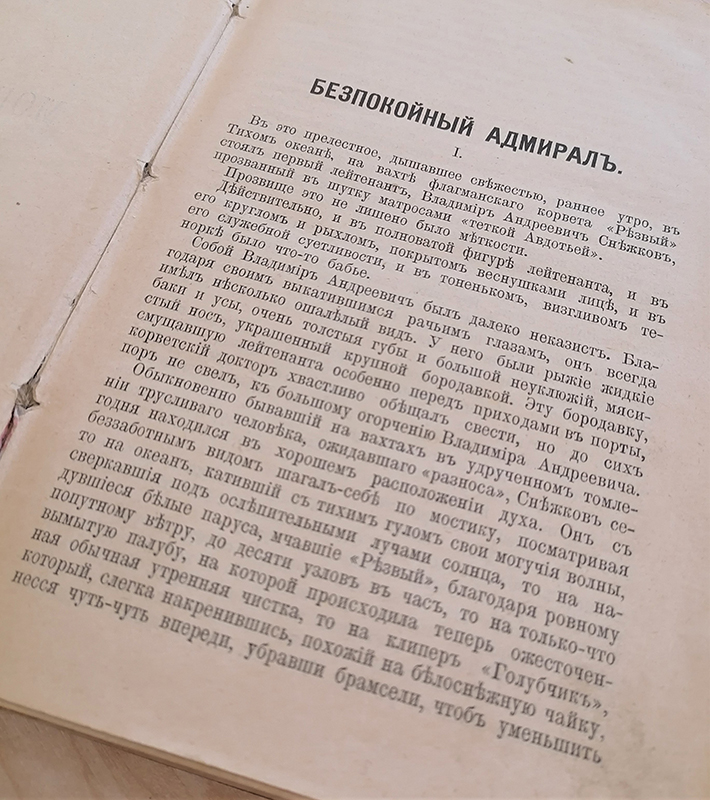 БЕЗПОКОЙНЫЙ АДМИРАЛЪ.
I.
Въ это прелестное, дышавшее свѣжестью, раннее утро, въ
Тихомъ океанѣ, на вахтѣ флагманскаго корвета «Рѣзвый»
стоялъ первый лейтенантъ, Владиміръ Андреевичъ Снѣжковъ,
прозванный въ шутку матросами «теткой Авдотьей».
Прозвище это не лишено было мѣткости.
Дѣйствительно, и въ полноватой фигурѣ лейтенанта, и въ
его кругломъ и рыхломъ, покрытомъ веснушками лицѣ, и въ
его служебной суетливости, и въ тоненькомъ, визгливомъ те-
норкѣ было что-то бабье.
Собой Владиміръ Андреевичъ былъ далеко неказистъ. Бла-
годаря своимъ выкатившимся рачьимъ глазамъ, онъ всегда
имѣлъ нѣсколько ошалѣлый видъ. У него были рыжіе жидкіе
баки и усы, очень толстыя губы и большой неуклюжій, мяси-
стый носъ, украшенный крупной бородавкой. Эту бородавку,
смущавшую лейтенанта особенно передъ приходами въ порты,
корветскій докторъ хвастливо обѣщалъ свести, но до сихъ
поръ не свелъ, къ большому огорченію Владиміра Андреевича.
Обыкновенно бывавшій на вахтахъ въ удрученномъ томле-
ніи трусливаго человѣка, ожидавшаго «разноса», Снѣжковъ се-
годня находился въ хорошемъ расположеніи духа. Онъ съ
беззаботнымъ видомъ шагалъ-себѣ по мостику, посматривая
то на океанъ, катившій съ тихимъ гуломъ свои могучія волны,
сверкавшія подъ ослѣпительными лучами солнца, то на на-
дувшіеся бѣлые паруса, мчавшіе «Рѣзвый», благодаря ровному
попутному вѣтру, до десяти узловъ въ часъ, то на только-что
вымытую палубу, на которой происходила теперь ожесточен-
ная обычная утренняя чистка, то на клиперъ «Голубчикъ»,
который, слегка накренившись, похожій на бѣлоснѣжную чайку,
несся чуть-чуть впереди, убравши брамсели, чтобъ уменьшить